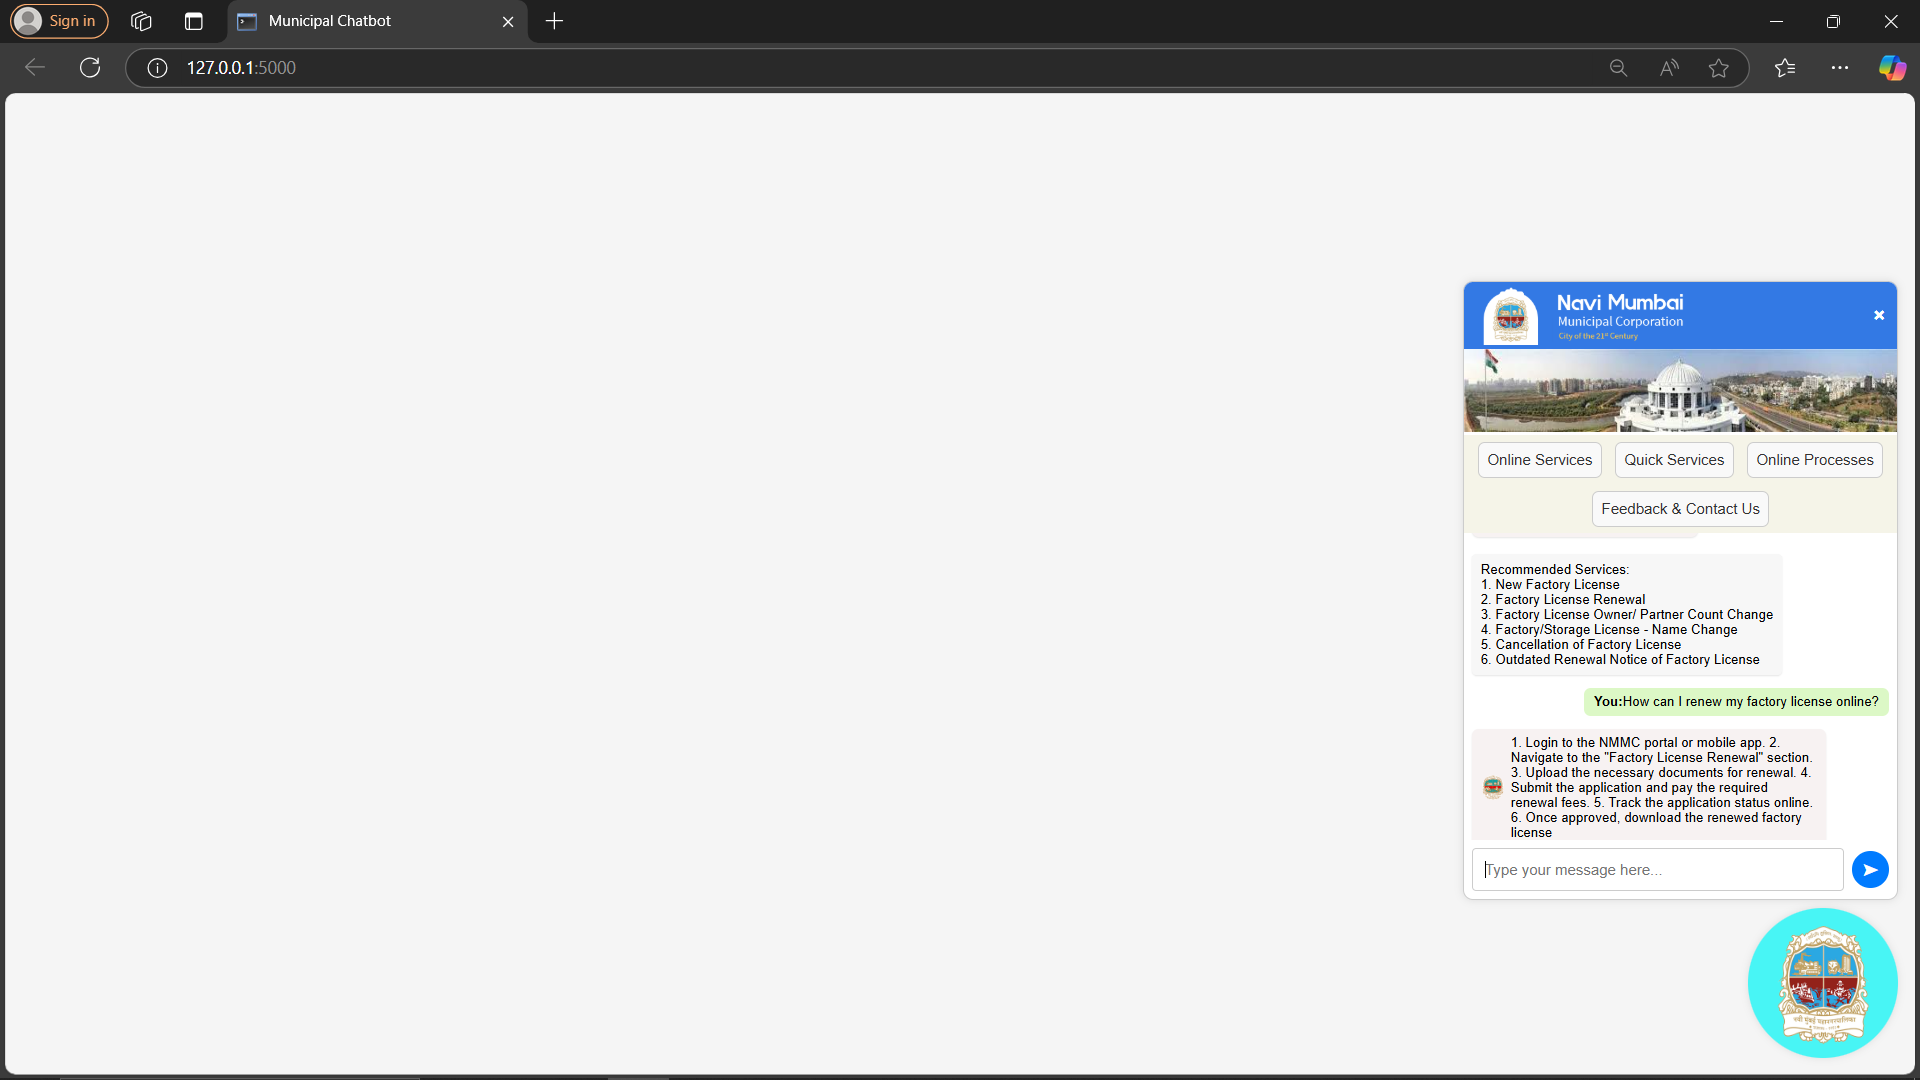 Sign in
Municipal Chatbot
127.0.0.1:5000
Navi Mumbai
Municipal Corporation
City of the 21st Century
Online Services
Quick Services
Online Processes
Feedback & Contact Us
Recommended Services:
1. New Factory License
2. Factory License Renewal
3. Factory License Owner/ Partner Count Change
4. Factory/Storage License - Name Change
5. Cancellation of Factory License
6. Outdated Renewal Notice of Factory License
You:How can I renew my factory license online?
1. Login to the NMMC portal or mobile app. 2.
Navigate to the "Factory License Renewal" section.
3. Upload the necessary documents for renewal. 4.
Submit the application and pay the required
renewal fees. 5. Track the application status online.
6. Once approved, download the renewed factory
license
Type your message here...
नवी मुंबई महानगरपालिका